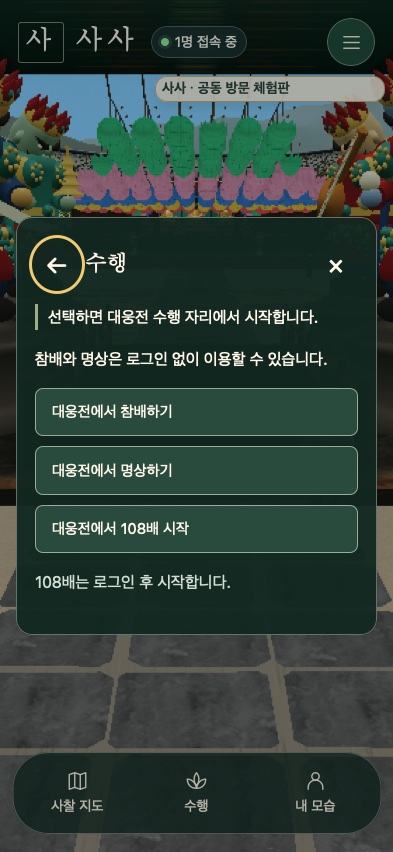 사 사사
1명 접속 중
사사 · 공동 방문 체험판
수행
선택하면 대웅전 수행 자리에서 시작합니다.
참배와 명상은 로그인 없이 이용할 수 있습니다.
대웅전에서 참배하기
대웅전에서 명상하기
대웅전에서 108배 시작
108배는 로그인 후 시작합니다.
사찰 지도
수행
내 모습